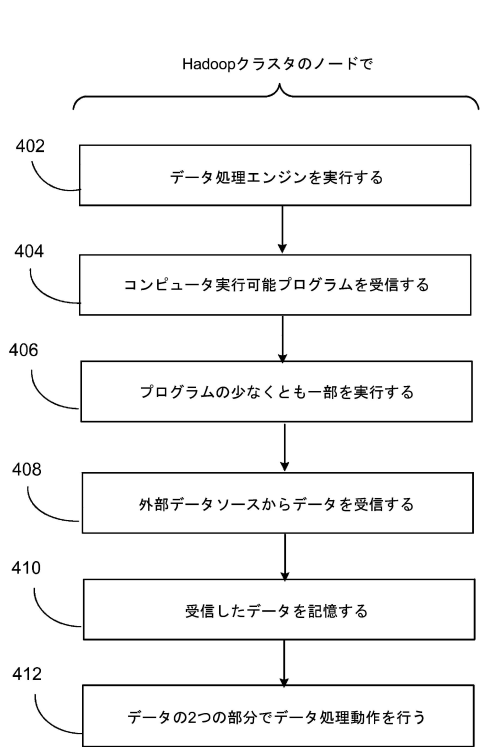 Hadoopクラスタのノードで
402
データ処理エンジンを実行する
404
コンピュータ実行可能プログラムを受信する
406
プログラムの少なくとも一部を実行する
408
外部データソースからデータを受信する
410
受信したデータを記憶する
412
データの2つの部分でデータ処理動作を行う